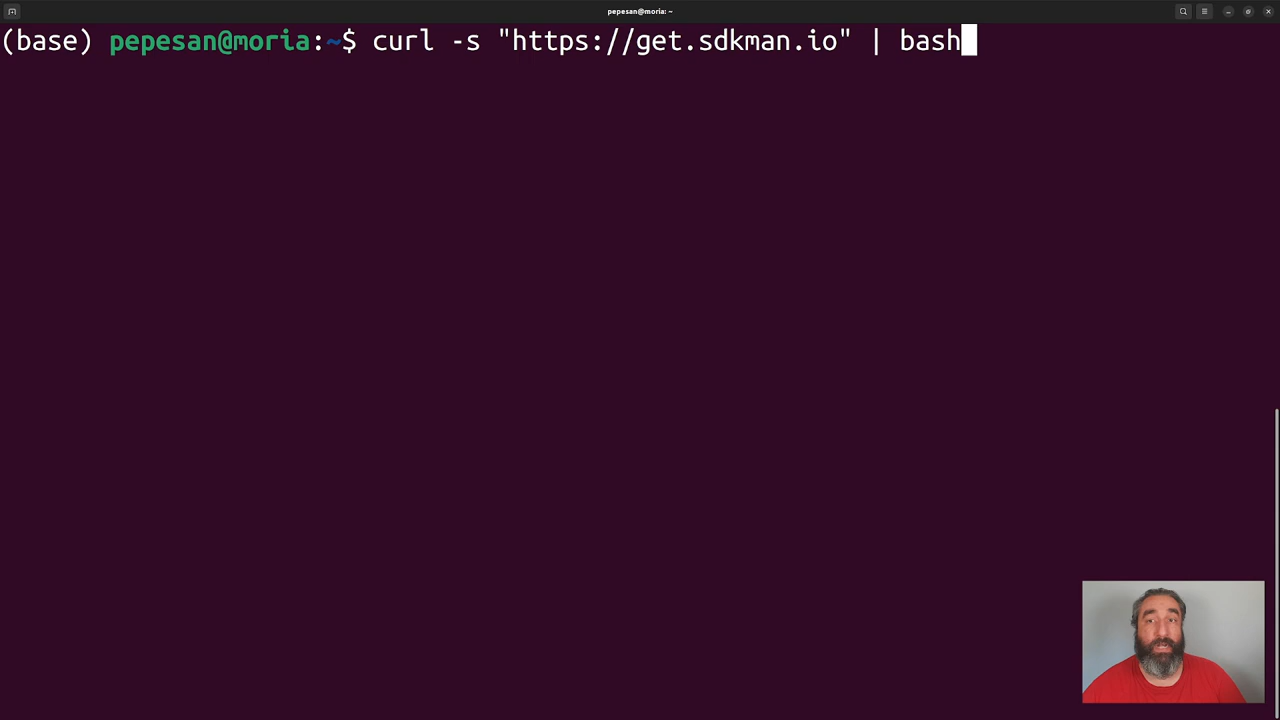 pepesan@moria: ~
(base) pepesan@moria:~$ curl -s "https://get.sdkman.io" | bash